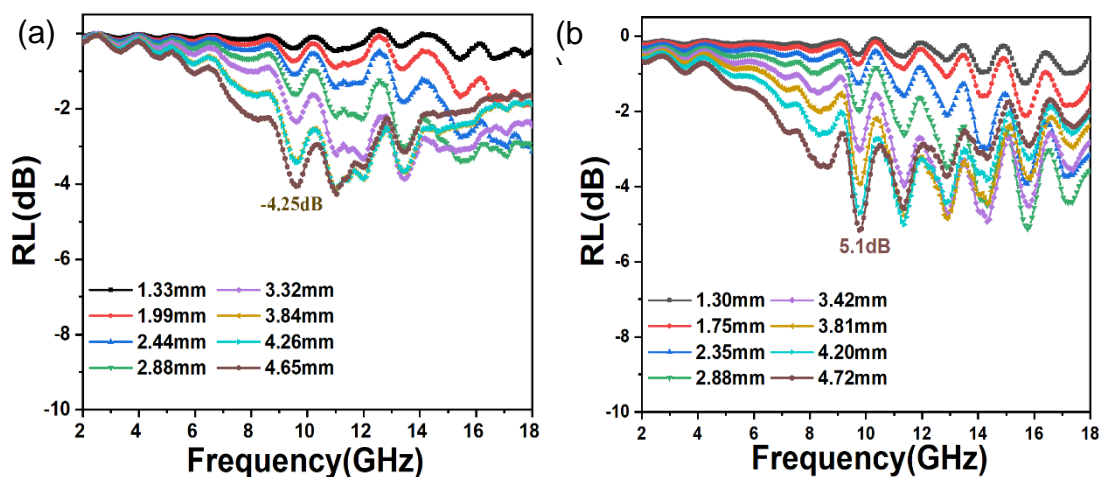 (a)
RL(dB)
0
-2
-4
-6
-8
-10
-4.25dB
1.33mm 3.32mm
1.99mm 3.84mm
2.44mm 4.26mm
2.88mm 4.65mm
2 4 6 8 10 12 14 16 18
Frequency(GHz)
(b
)
RL(dB)
0
-2
-4
-6
-8
-10
5.1dB
1.30mm 3.42mm
1.75mm 3.81mm
2.35mm 4.20mm
2.88mm 4.72mm
2 4 6 8 10 12 14 16 18
Frequency(GHz)